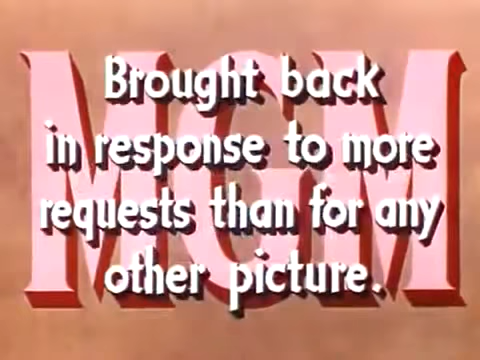 MGM
Brought back
in response to more
requests than for any
other picture.